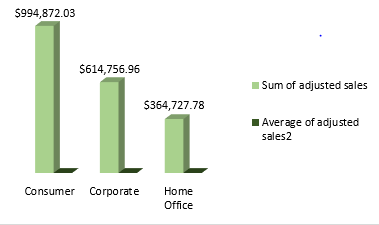 $994,872.03
$614,756.96
$364,727.78
Sum of adjusted sales
Average of adjusted
sales2
Consumer
Corporate
Home
Office